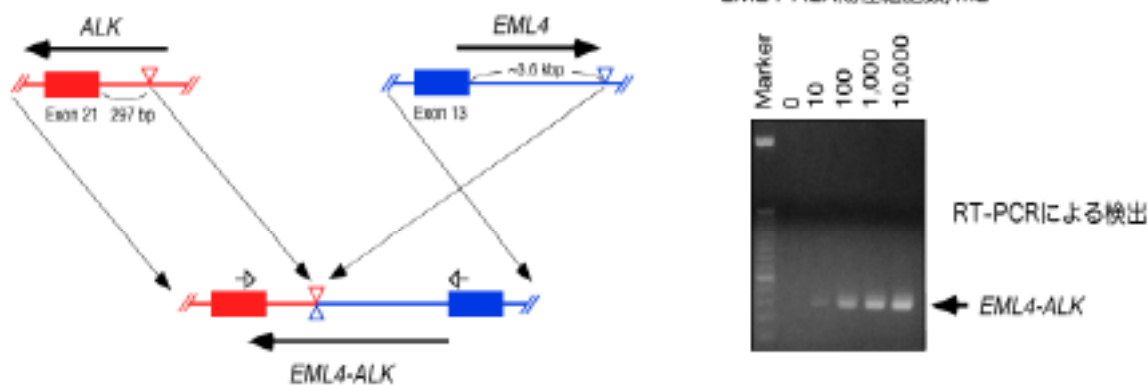 ALK
Exon 21
297 bp
EML4
~3.6 kbp
Exon 13
EML4-ALK
Marker
0
10
100
1,000
10,000
RT-PCRによる検出
EML4-ALK